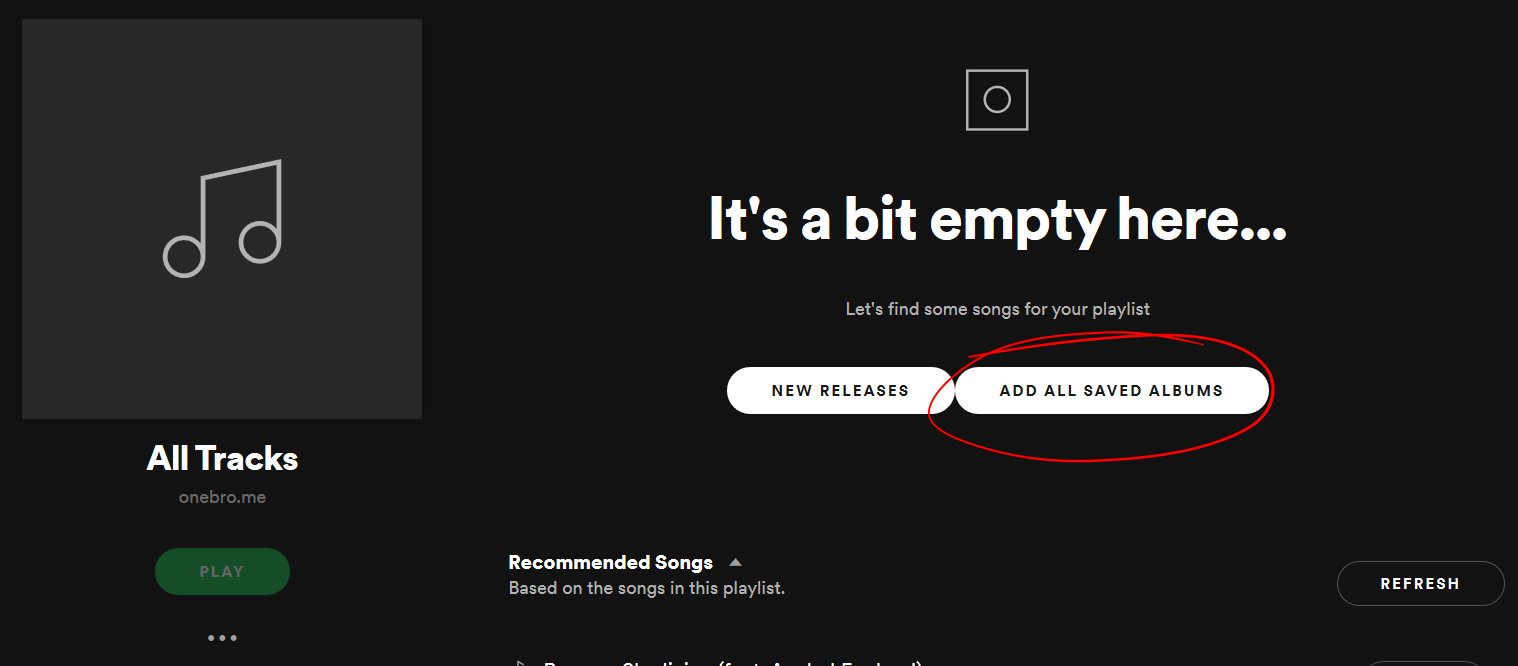 It's a bit empty here...
Let's find some songs for your playlist
NEW RELEASES
ADD ALL SAVED ALBUMS
All Tracks
onebro.me
PLAY
Recommended Songs
Based on the songs in this playlist.
REFRESH